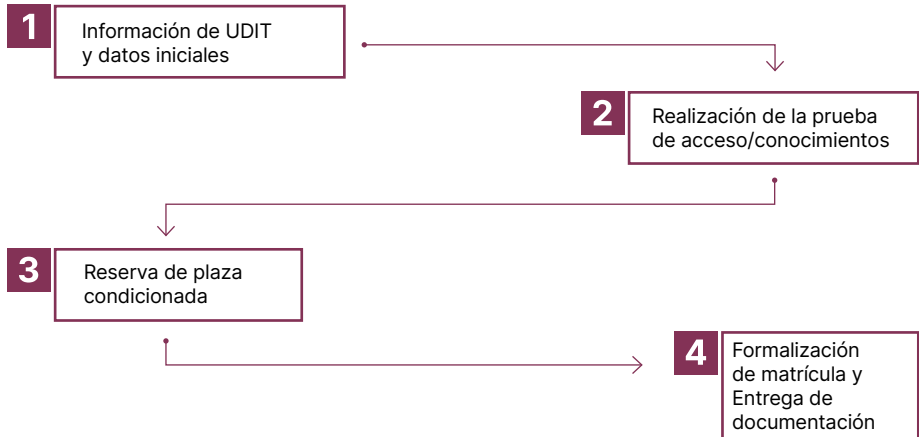 1
Información de UDIT
y datos iniciales
2
Realización de la prueba
de acceso/conocimientos
3
Reserva de plaza
condicionada
4
Formalización
de matrícula y
Entrega de
documentación